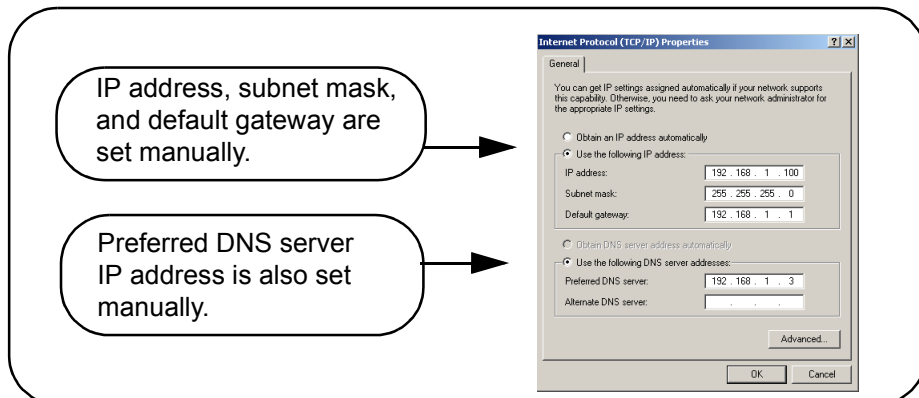 IP address, subnet mask,
and default gateway are
set manually.
Preferred DNS server
IP address is also set
manually.
Internet Protocol (TCP/IP) Properties
General
You can get IP settings assigned automatically if your network supports
this capability. Otherwise, you need to ask your network administrator for
the appropriate IP settings.
Obtain an IP address automatically
Use the following IP address:
IP address: 192 . 168 . 1 . 100
Subnet mask: 255 . 255 . 255 . 0
Default gateway: 192 . 168 . 1 . 1
Obtain DNS server address automatically
Use the following DNS server addresses:
Preferred DNS server: 192 . 168 . 1 . 3
Alternate DNS server: . . .
Advanced...
OK Cancel